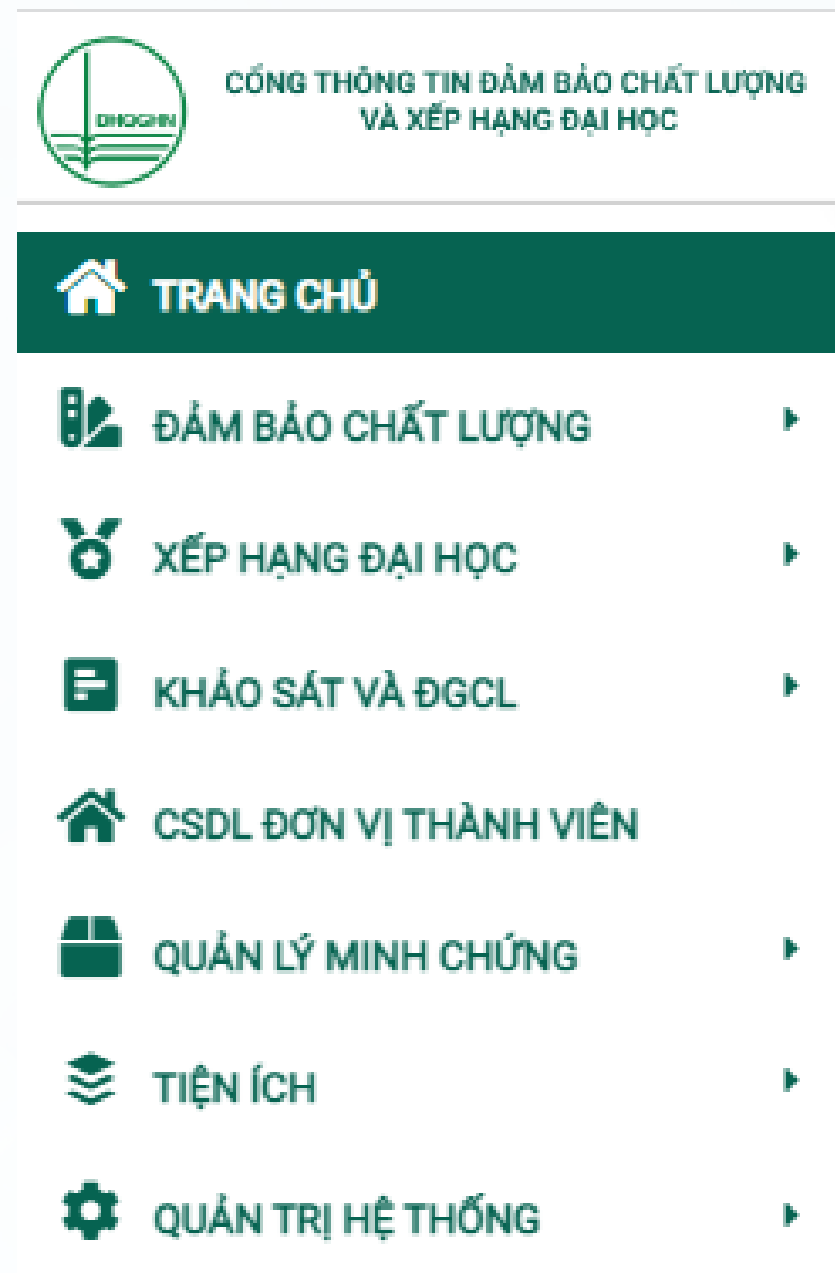 ĐHQGHN
CỔNG THÔNG TIN ĐẢM BẢO CHẤT LƯỢNG
VÀ XẾP HẠNG ĐẠI HỌC
TRANG CHỦ
ĐẢM BẢO CHẤT LƯỢNG
XẾP HẠNG ĐẠI HỌC
KHẢO SÁT VÀ ĐGCL
CSDL ĐƠN VỊ THÀNH VIÊN
QUẢN LÝ MINH CHỨNG
TIỆN ÍCH
QUẢN TRỊ HỆ THỐNG